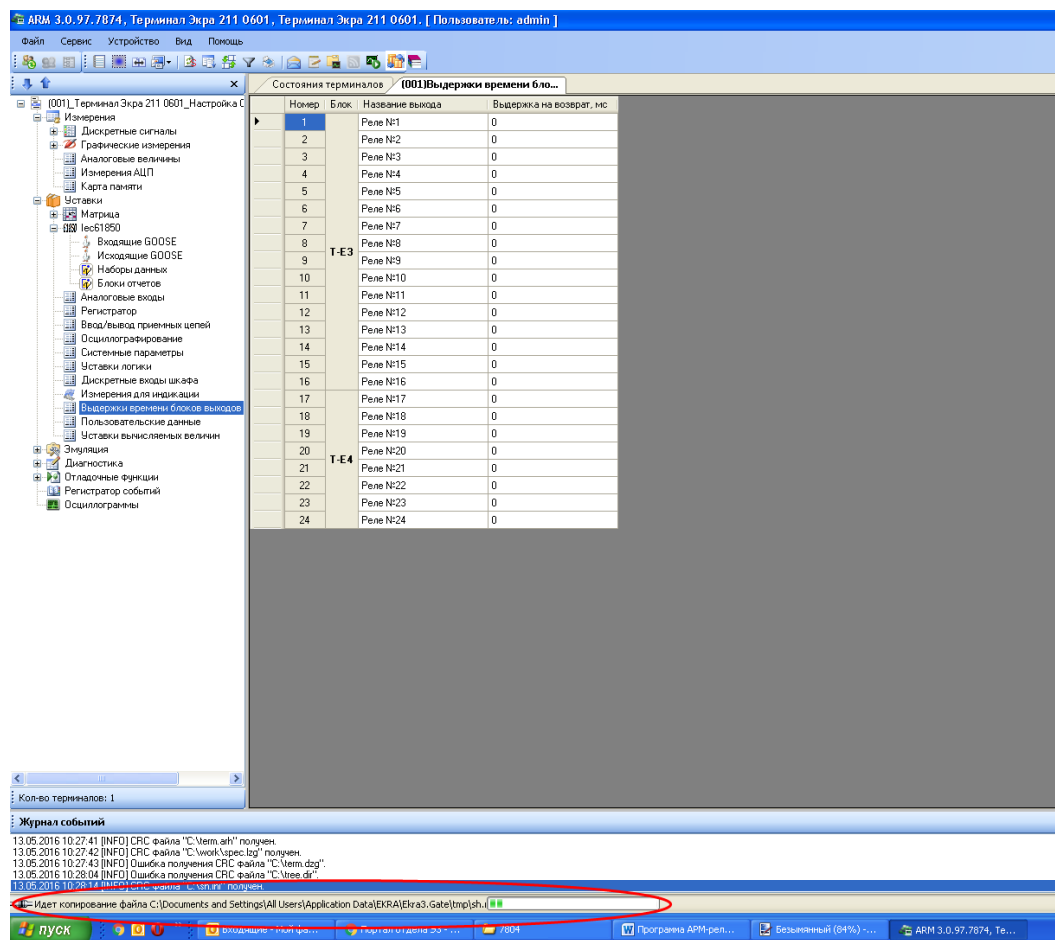 ARM 3.0.97.7874, Терминал Экра 211 0601, Терминал Экра 211 0601. [ Пользователь: admin ]
Файл Сервис Устройство Вид Помощь
Состояния терминалов (001)Выдержки времени бло...
(001)_Терминал Экра 211 0601_Настройка
Измерения
Дискретные сигналы
Графические измерения
Аналоговые величины
Измерения АЦП
Карта памяти
Уставки
Матрица
Iec61850
Входящие GOOSE
Исходящие GOOSE
Наборы данных
Блоки отчетов
Аналоговые входы
Регистратор
Ввод/вывод приемных цепей
Осциллографирование
Системные параметры
Уставки логики
Дискретные входы шкафа
Измерения для индикации
Выдержки времени блоков выходов
Пользовательские данные
Уставки вычисляемых величин
Эмуляция
Диагностика
Отладочные функции
Регистратор событий
Осциллограммы
Кол-во терминалов: 1
Номер Блок Название выхода Выдержка на возврат, мс
1 Реле №1 0
2 Реле №2 0
3 Реле №3 0
4 Реле №4 0
5 Реле №5 0
6 Реле №6 0
7 Реле №7 0
8 Реле №8 0
T-E3
9 Реле №9 0
10 Реле №10 0
11 Реле №11 0
12 Реле №12 0
13 Реле №13 0
14 Реле №14 0
15 Реле №15 0
16 Реле №16 0
17 Реле №17 0
18 Реле №18 0
19 Реле №19 0
20 Реле №20 0
T-E4
21 Реле №21 0
22 Реле №22 0
23 Реле №23 0
24 Реле №24 0
Журнал событий
13.05.2016 10:27:41 [INFO] CRC файла "C:\term.arh" получен.
13.05.2016 10:27:42 [INFO] CRC файла "C:\work\spec.lzg" получен.
13.05.2016 10:27:43 [INFO] Ошибка получения CRC файла "C:\term.dzg".
13.05.2016 10:28:04 [INFO] Ошибка получения CRC файла "C:\tree.dir".
13.05.2016 10:28:14 [INFO] CRC файла "C:\sh.ini" получен.
Идет копирование файла C:\Documents and Settings\All Users\Application Data\EKRA\Ekra3.Gate\tmp\sh.
пуск Входящие - Мой фа... Портал отдела 93 - ... 7804 Программа АРМ-рел... Безымянный (84%) -... ARM 3.0.97.7874, Те...